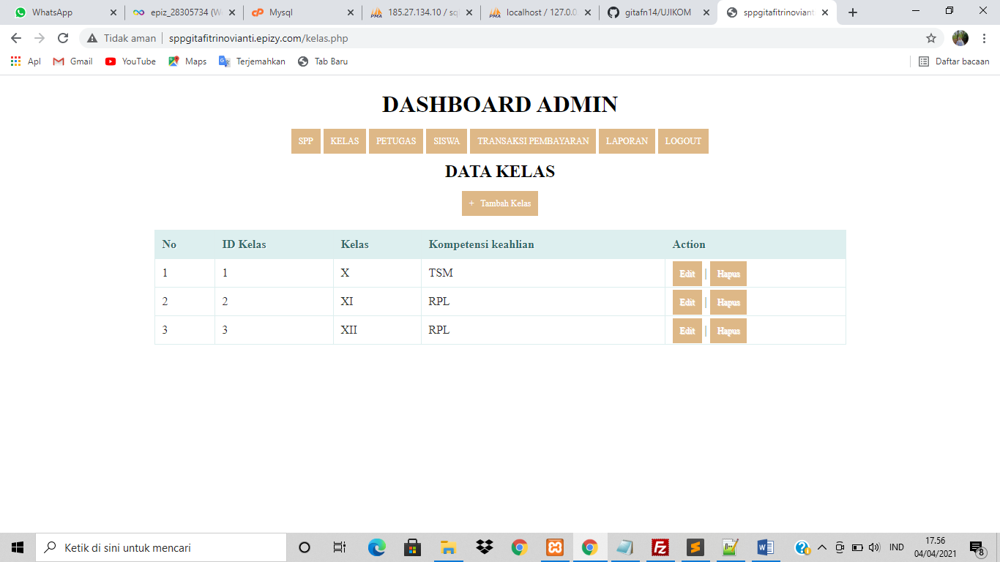 WhatsApp
epiz_28305734 (W
Mysql
185.27.134.10 / sq
localhost / 127.0.0
gitafn14/UJIKOM
sppgitafitrinovianti
Tidak aman | sppgitafitrinovianti.epizy.com/kelas.php
Apl Gmail YouTube Maps Terjemahkan Tab Baru Daftar bacaan
DASHBOARD ADMIN
SPP KELAS PETUGAS SISWA TRANSAKSI PEMBAYARAN LAPORAN LOGOUT
DATA KELAS
+ Tambah Kelas
No ID Kelas Kelas Kompetensi keahlian Action
1 1 X TSM Edit | Hapus
2 2 XI RPL Edit | Hapus
3 3 XII RPL Edit | Hapus
Ketik di sini untuk mencari
IND
17.56
04/04/2021
8